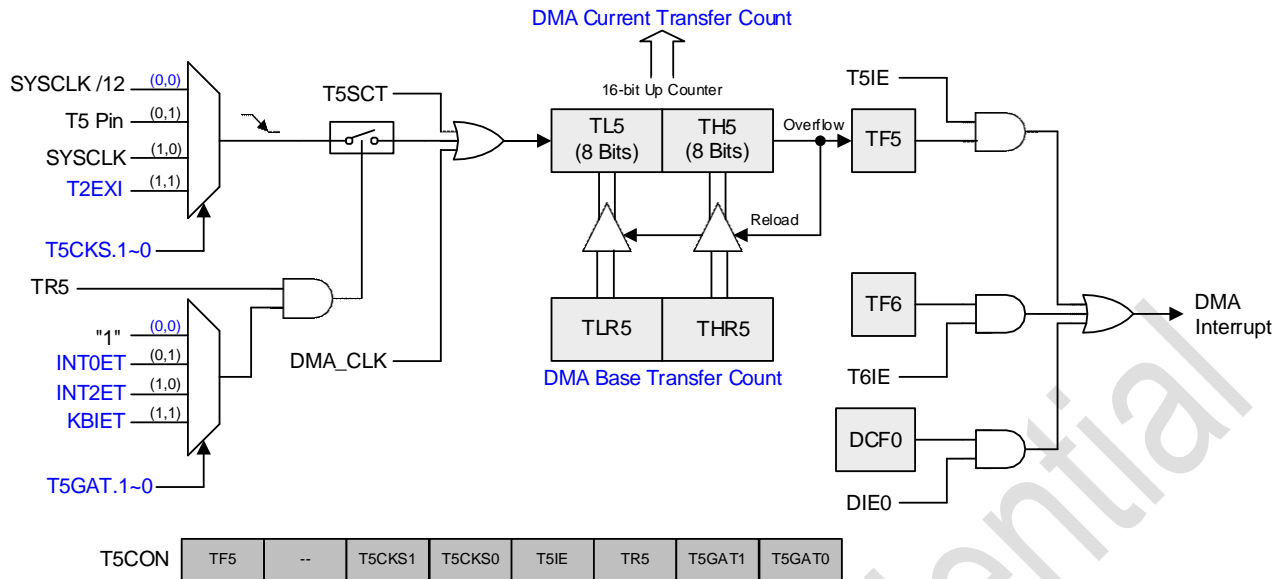 DMA Current Transfer Count
SYSCLK /12 (0,0)
T5 Pin (0,1)
SYSCLK (1,0)
T2EXI (1,1)
T5CKS.1~0
T5SCT
16-bit Up Counter
TL5
(8 Bits)
TH5
(8 Bits)
Overflow
TF5
T5IE
Reload
TR5
"1" (0,0)
INT0ET (0,1)
INT2ET (1,0)
KBIET (1,1)
T5GAT.1~0
DMA_CLK
TLR5
THR5
DMA Base Transfer Count
TF6
T6IE
DMA
Interrupt
DCF0
DIE0
T5CON TF5 -- T5CKS1 T5CKS0 T5IE TR5 T5GAT1 T5GAT0